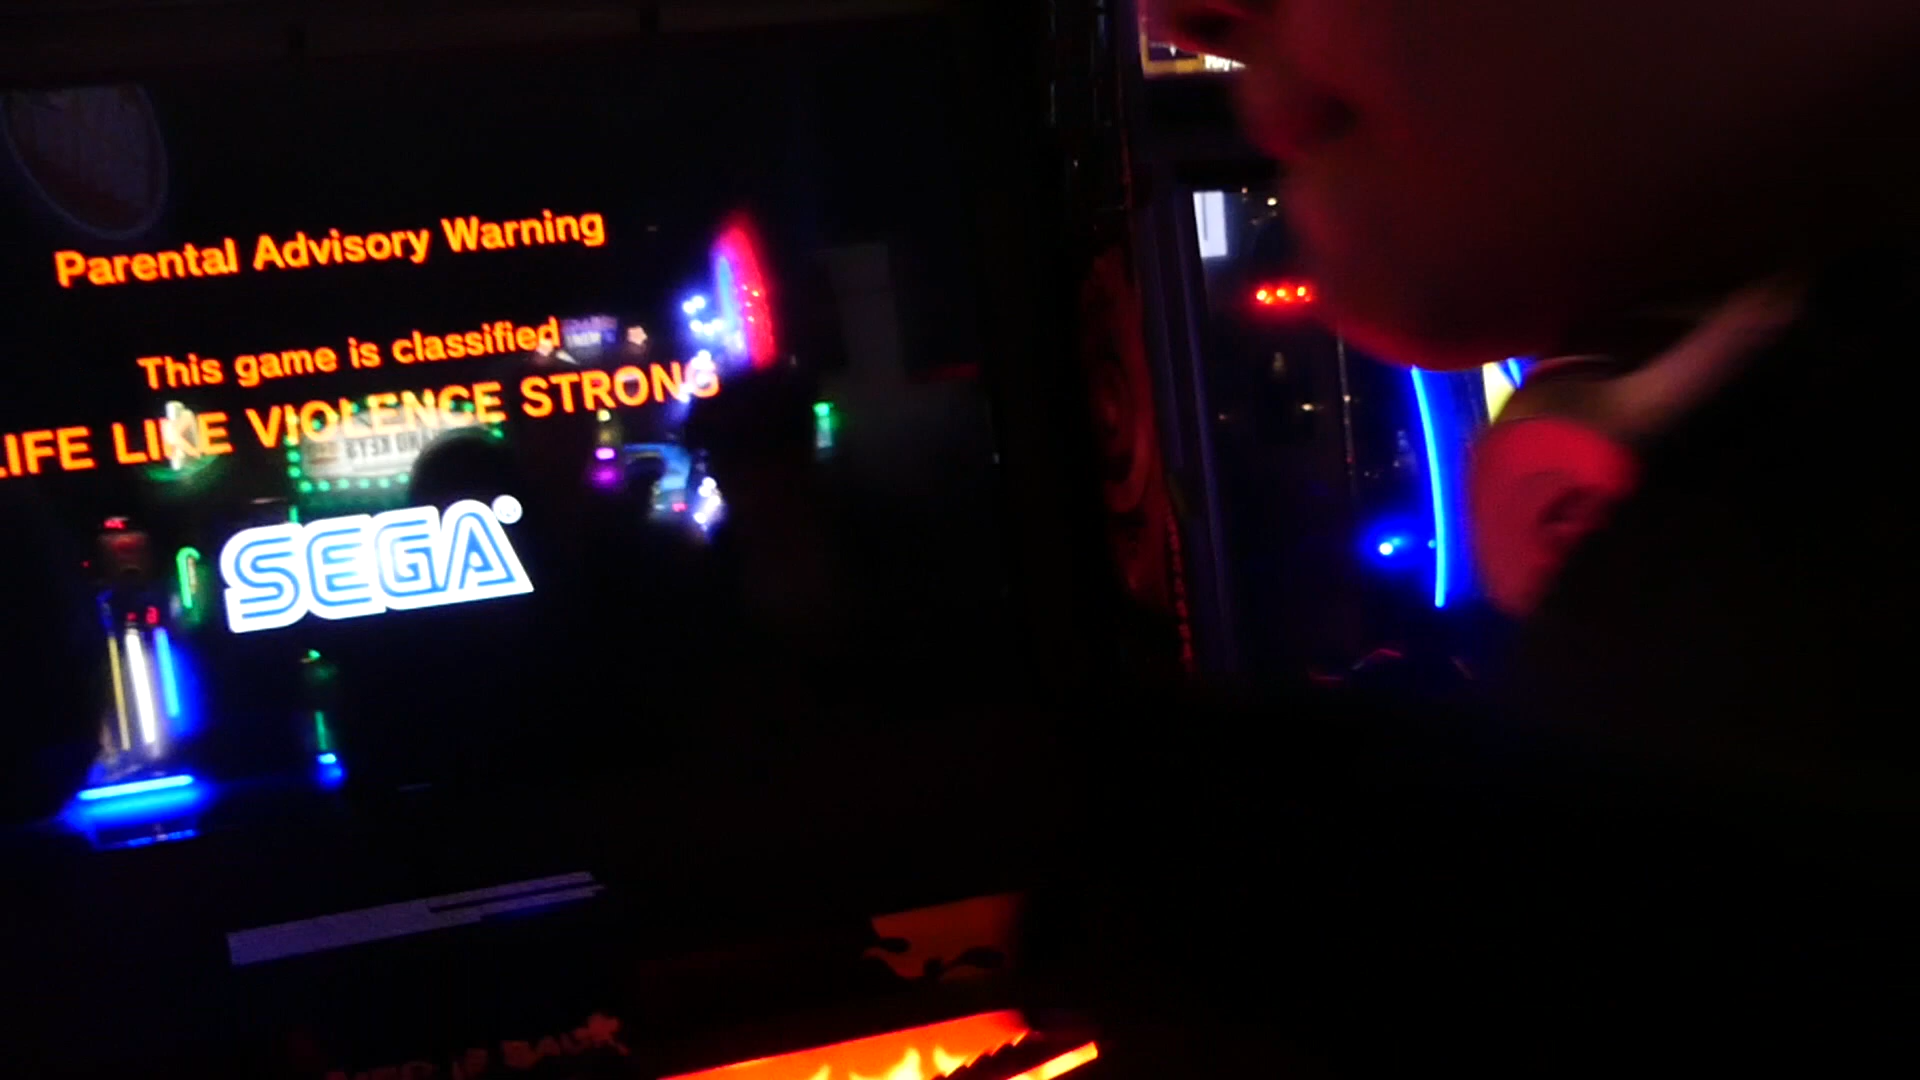 Parental Advisory Warning
This game is classified
LIFE LIKE VIOLENCE STRONG
SEGA®